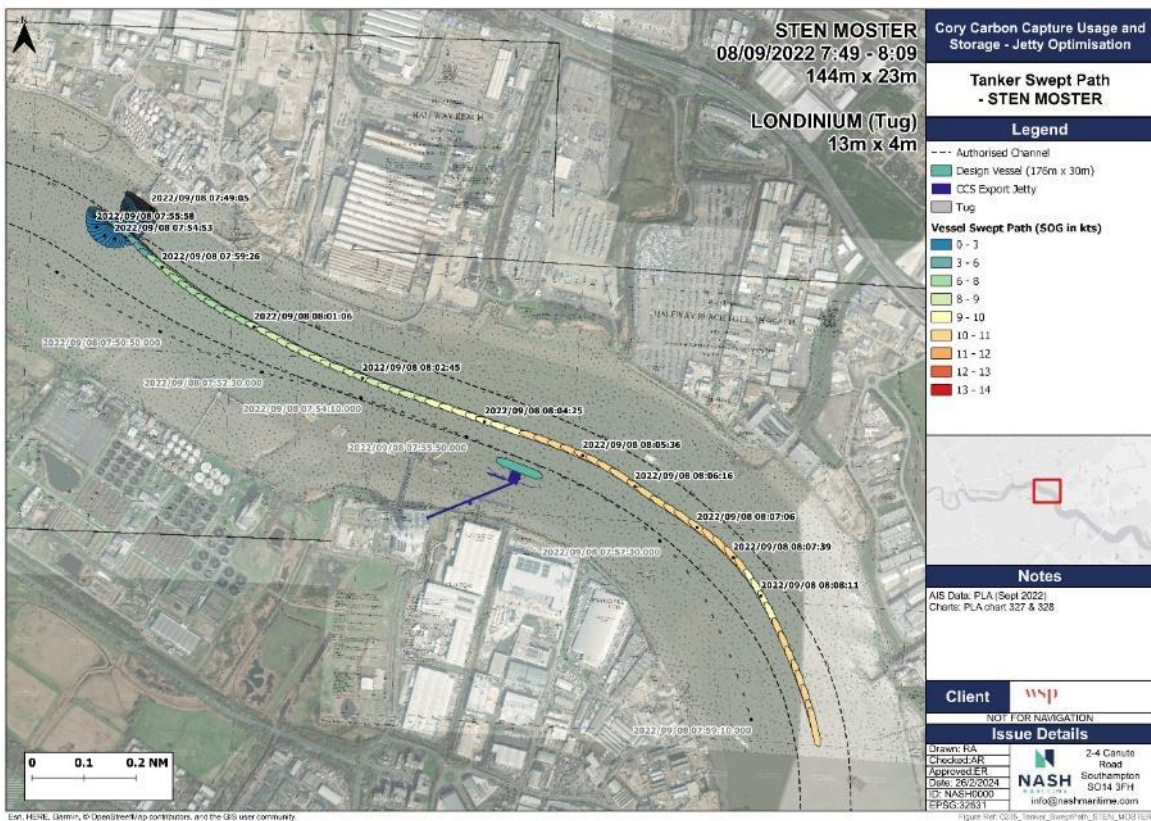 STEN MOSTER
08/09/2022 7:49 - 8:09
144m x 23m
LONDINIUM (Tug)
13m x 4m
HALFWAY REACH
2022/09/08 07:49:05
2022/09/08 07:55:58
2022/09/08 07:54:53
2022/09/08 07:59:26
2022/09/08 08:01:06
2022/09/08 08:02:45
2022/09/08 08:04:25
2022/09/08 08:05:36
2022/09/08 08:06:16
2022/09/08 08:07:06
2022/09/08 08:07:39
2022/09/08 08:08:11
2022/09/08 07:50:50.000
2022/09/08 07:52:30.000
2022/09/08 07:54:10.000
2022/09/08 07:55:50.000
2022/09/08 07:57:30.000
2022/09/08 07:59:10.000
0 0.1 0.2 NM
Esri, HERE, Garmin, © OpenStreetMap contributors, and the GIS user community.
Cory Carbon Capture Usage and
Storage - Jetty Optimisation
Tanker Swept Path
- STEN MOSTER
Legend
Authorised Channel
Design Vessel (176m x 30m)
CCS Export Jetty
Tug
Vessel Swept Path (SOG in kts)
0 - 3
3 - 6
6 - 8
8 - 9
9 - 10
10 - 11
11 - 12
12 - 13
13 - 14
Notes
AIS Data: PLA (Sept 2022)
Charts: PLA chart 327 & 328
Client
wsp
NOT FOR NAVIGATION
Issue Details
Drawn: RA
Checked:AR
Approved:ER
Date: 26/2/2024
ID: NASH0000
EPSG:32631
NASH
MARITIME
2-4 Canute
Road
Southampton
SO14 3FH
info@nashmaritime.com
Figure Ref: C235_Tanker_SweptPath_STEN_MOSTER